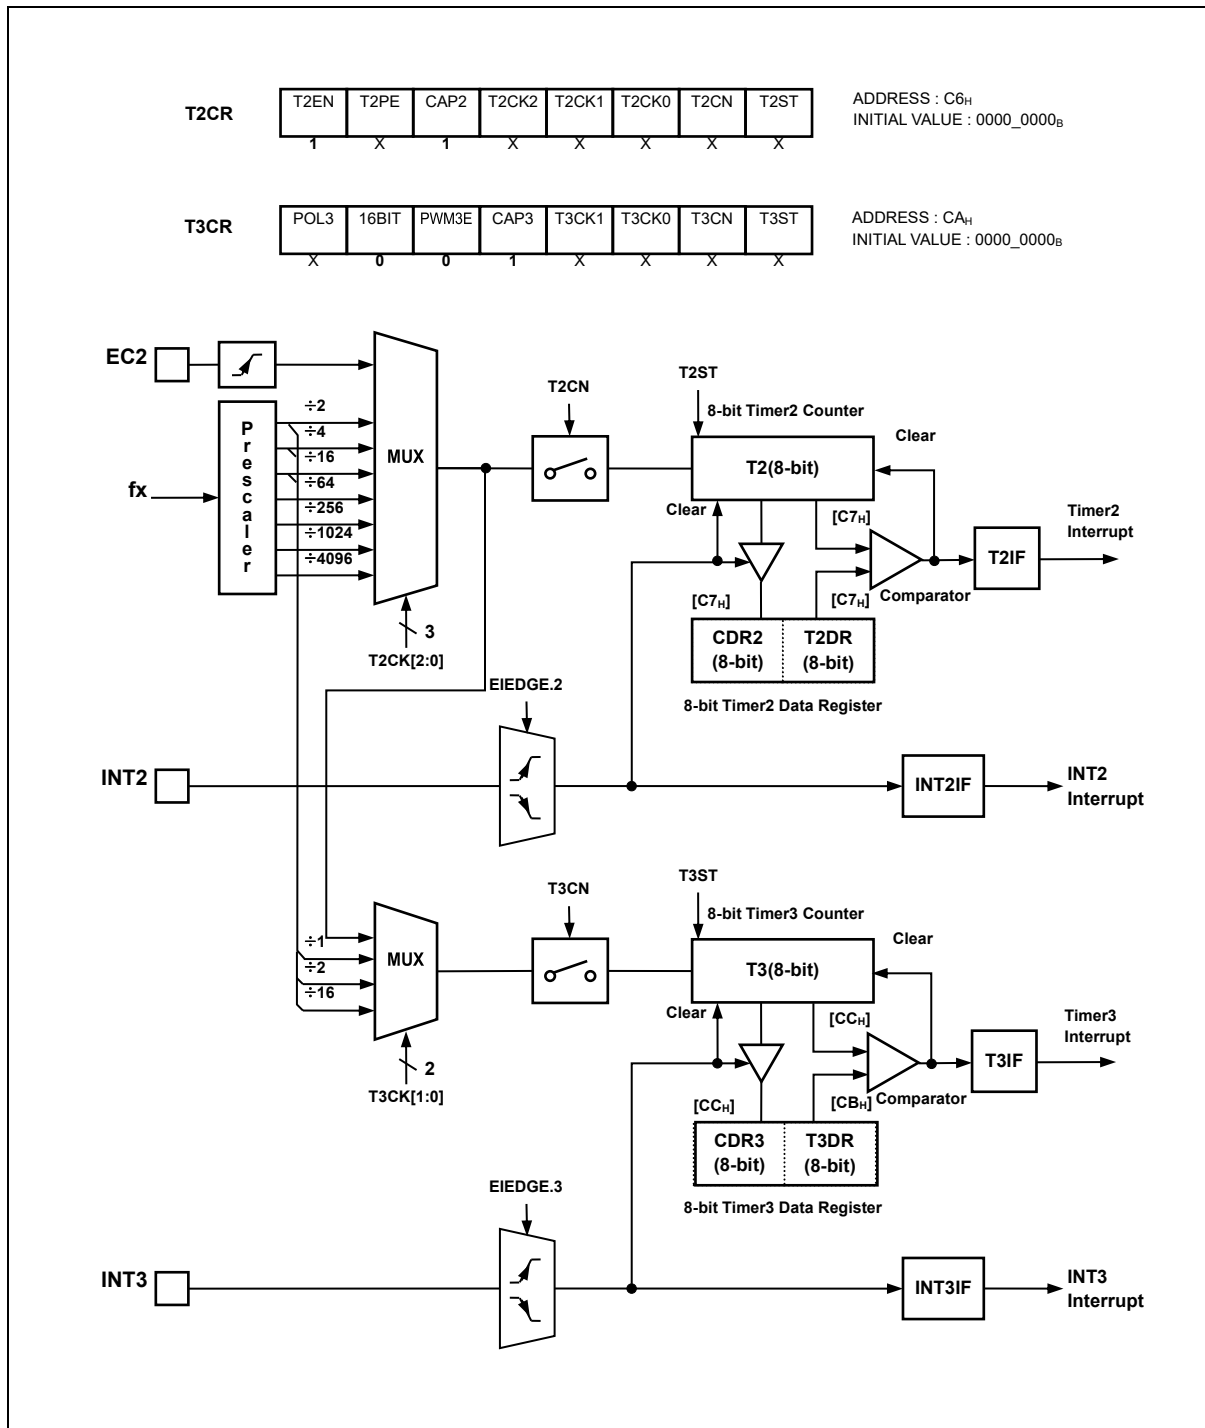 T2CR
T2EN T2PE CAP2 T2CK2 T2CK1 T2CK0 T2CN T2ST
1 X 1 X X X X X
ADDRESS : C6H
INITIAL VALUE : 0000_0000B
T3CR
POL3 16BIT PWM3E CAP3 T3CK1 T3CK0 T3CN T3ST
X 0 0 1 X X X X
ADDRESS : CAH
INITIAL VALUE : 0000_0000B
EC2
fx
Prescaler
÷2
÷4
÷16
÷64
÷256
÷1024
÷4096
MUX
3
T2CK[2:0]
T2CN
T2ST
8-bit Timer2 Counter
T2(8-bit)
Clear
Clear
[C7H]
[C7H]
[C7H]
Comparator
T2IF
Timer2
Interrupt
CDR2
(8-bit)
T2DR
(8-bit)
8-bit Timer2 Data Register
EIEDGE.2
INT2
INT2IF
INT2
Interrupt
÷1
÷2
÷16
MUX
2
T3CK[1:0]
T3CN
T3ST
8-bit Timer3 Counter
T3(8-bit)
Clear
Clear
[CCH]
[CCH]
[CBH]
Comparator
T3IF
Timer3
Interrupt
CDR3
(8-bit)
T3DR
(8-bit)
8-bit Timer3 Data Register
EIEDGE.3
INT3
INT3IF
INT3
Interrupt